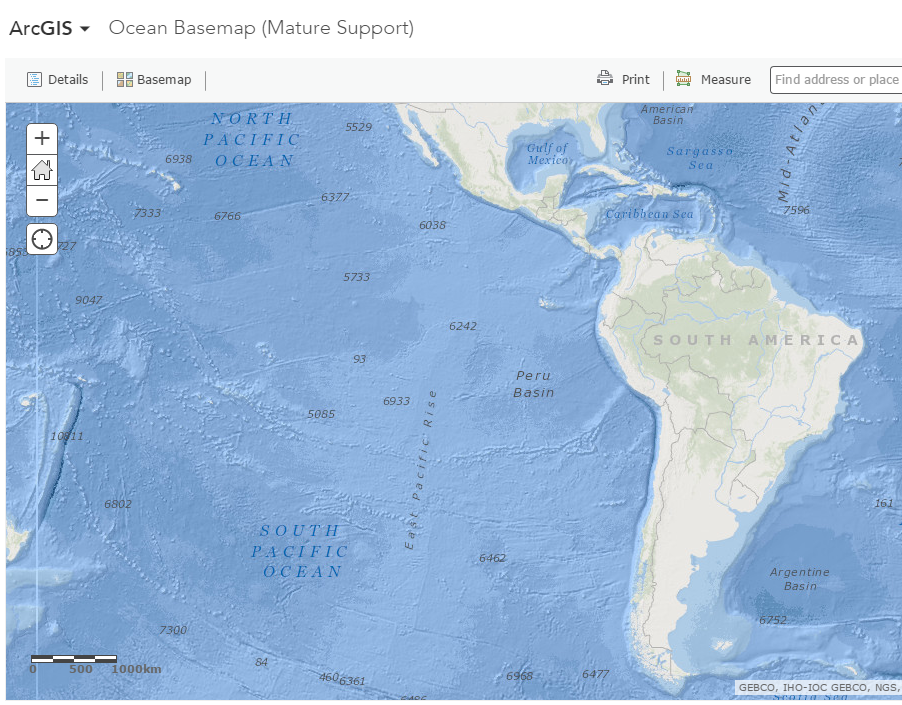 ArcGIS Ocean Basemap (Mature Support)
Details Basemap Print Measure Find address or place
NORTH
PACIFIC
OCEAN
5529
American
Basin
Gulf of
Mexico
Sargasso
Sea
Mid-Atlan
6938
6377
7333
6766
6038
Caribbean Sea
7596
727
5733
9047
6242
SOUTH AMERICA
93
Peru
Basin
6933
5085
East Pacific Rise
10811
6802
161
SOUTH
PACIFIC
OCEAN
6462
Argentine
Basin
6752
7300
84
460
6361
6968
6477
0 500 1000km
GEBCO, IHO-IOC GEBCO, NGS,
Scotia Sea